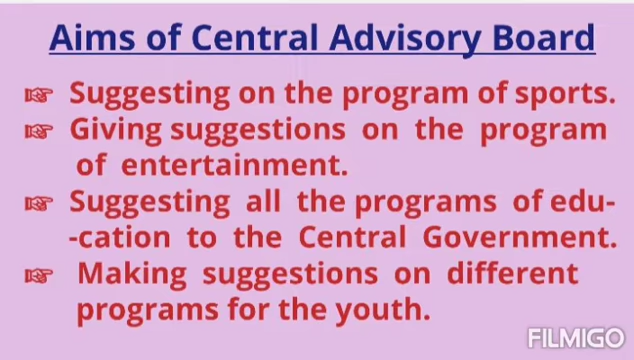 Aims of Central Advisory Board
☞ Suggesting on the program of sports.
☞ Giving suggestions on the program
of entertainment.
☞ Suggesting all the programs of edu-
-cation to the Central Government.
☞ Making suggestions on different
programs for the youth.
FILMIGO